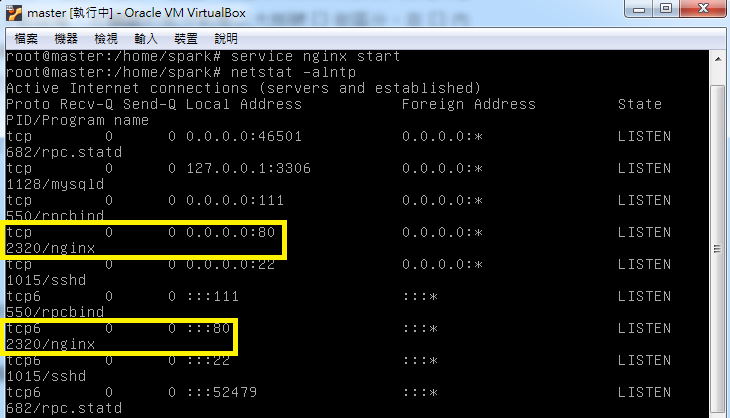 master [執行中] - Oracle VM VirtualBox
檔案 機器 檢視 輸入 裝置 說明
root@master:/home/spark# service nginx start
root@master:/home/spark# netstat -alntp
Active Internet connections (servers and established)
Proto Recv-Q Send-Q Local Address Foreign Address State
PID/Program name
tcp 0 0 0.0.0.0:46501 0.0.0.0:* LISTEN
682/rpc.statd
tcp 0 0 127.0.0.1:3306 0.0.0.0:* LISTEN
1128/mysqld
tcp 0 0 0.0.0.0:111 0.0.0.0:* LISTEN
550/rpcbind
tcp 0 0 0.0.0.0:80 0.0.0.0:* LISTEN
2320/nginx
tcp 0 0 0.0.0.0:22 0.0.0.0:* LISTEN
1015/sshd
tcp6 0 0 :::111 :::* LISTEN
550/rpcbind
tcp6 0 0 :::80 :::* LISTEN
2320/nginx
tcp6 0 0 :::22 :::* LISTEN
1015/sshd
tcp6 0 0 :::52479 :::* LISTEN
682/rpc.statd